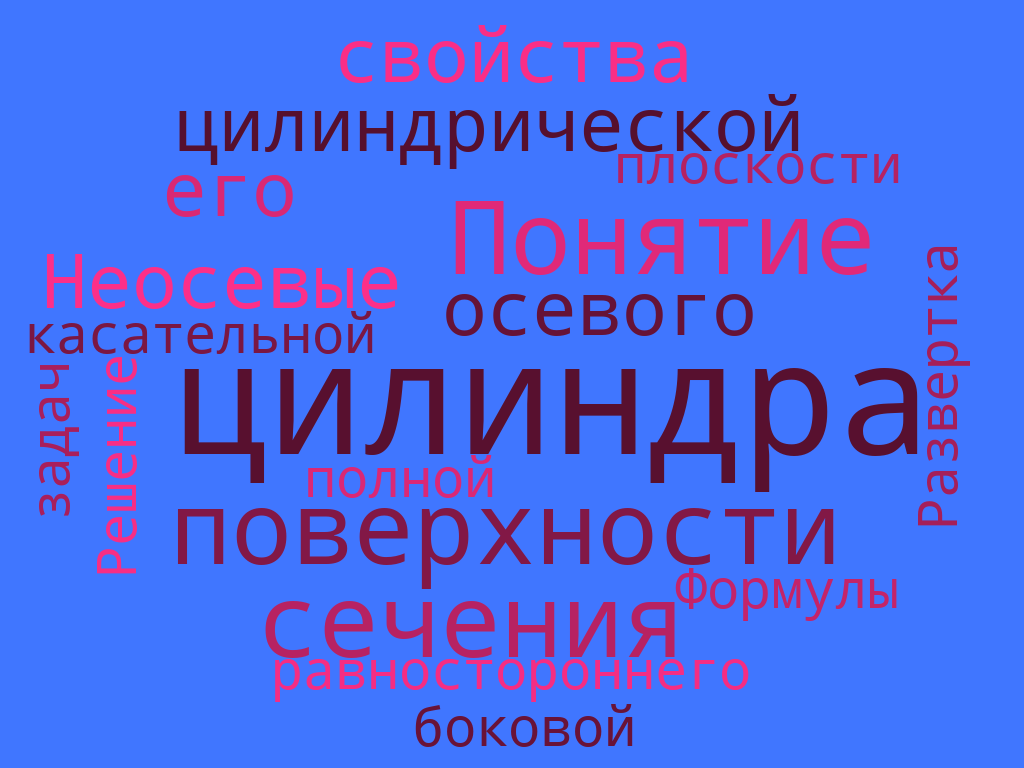 свойства
цилиндрической
плоскости
его
Понятие
Неосевые
осевого
касательной
Развертка
цилиндра
задач
Решение
полной
поверхности
Формулы
сечения
равностороннего
боковой